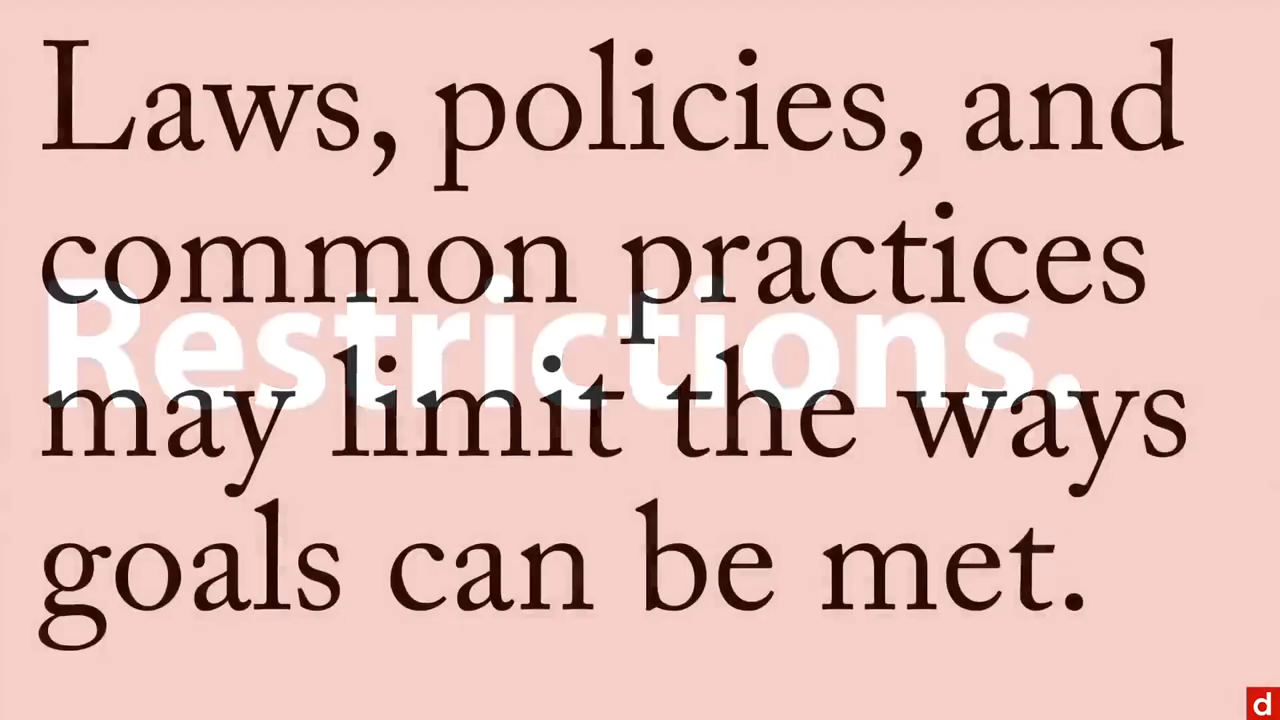 Laws, policies, and
common practices
Restrictions.
may limit the ways
goals can be met.
d